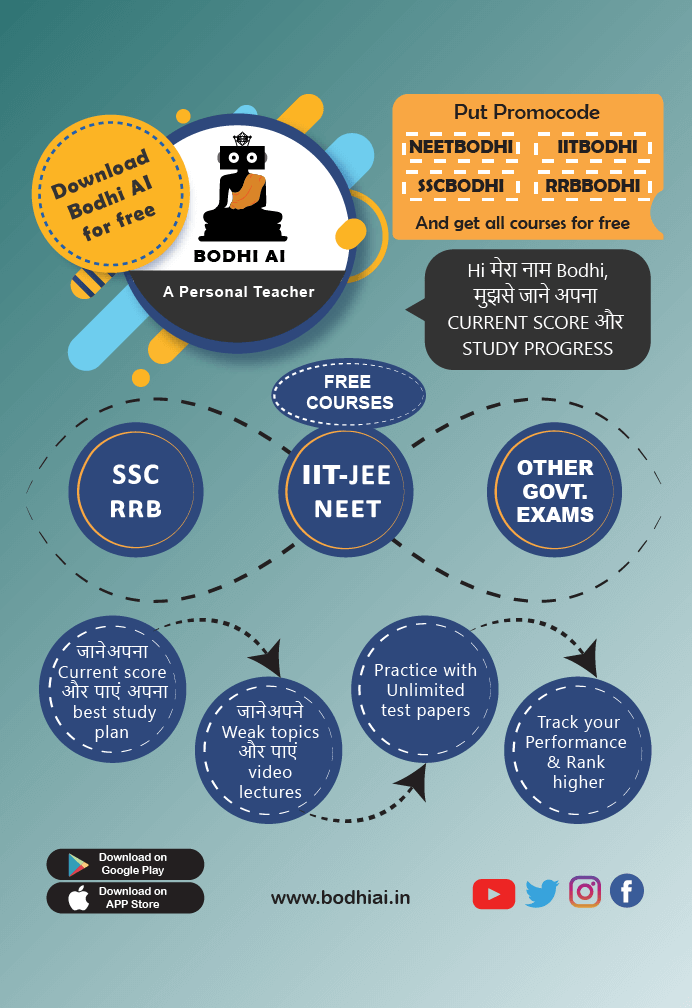 Download
Bodhi AI
for free
BODHI AI
A Personal Teacher
Put Promocode
NEETBODHI
IITBODHI
SSCBODHI
RRBBODHI
And get all courses for free
Hi मेरा नाम Bodhi,
मुझसे जाने अपना
CURRENT SCORE और
STUDY PROGRESS
FREE
COURSES
SSC
RRB
IIT-JEE
NEET
OTHER
GOVT.
EXAMS
जानेअपना
Current score
और पाएं अपना
best study
plan
जानेअपने
Weak topics
और पाएं
video
lectures
Practice with
Unlimited
test papers
Track your
Performance
& Rank
higher
Download on
Google Play
Download on
APP Store
www.bodhiai.in